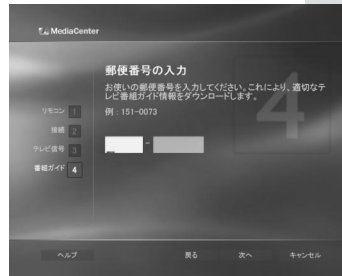 MediaCenter
郵便番号の入力
お使いの郵便番号を入力してください。これにより、適切なテ
レビ番組ガイド情報をダウンロードします。
例 : 151-0073
リモコン 1
接続 2
テレビ信号 3
番組ガイド 4
4
-
ヘルプ 戻る 次へ キャンセル